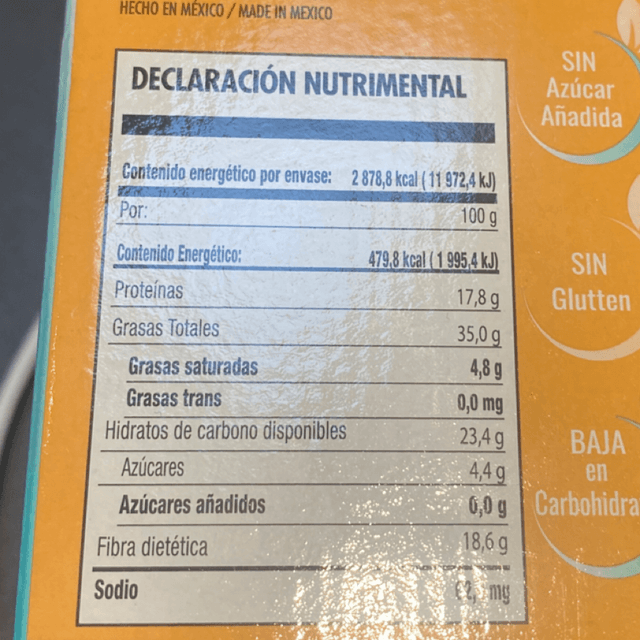 HECHO EN MÉXICO / MADE IN MEXICO
DECLARACIÓN NUTRIMENTAL
Contenido energético por envase: 2 878,8 kcal ( 11 972,4 kJ)
Por: 100 g
Contenido Energético: 479,8 kcal ( 1 995,4 kJ)
Proteínas 17,8 g
Grasas Totales 35,0 g
Grasas saturadas 4,8 g
Grasas trans 0,0 mg
Hidratos de carbono disponibles 23,4 g
Azúcares 4,4 g
Azúcares añadidos 0,0 g
Fibra dietética 18,6 g
Sodio mg
SIN
Azúcar
Añadida
SIN
Glutten
BAJA
en
Carbohidra